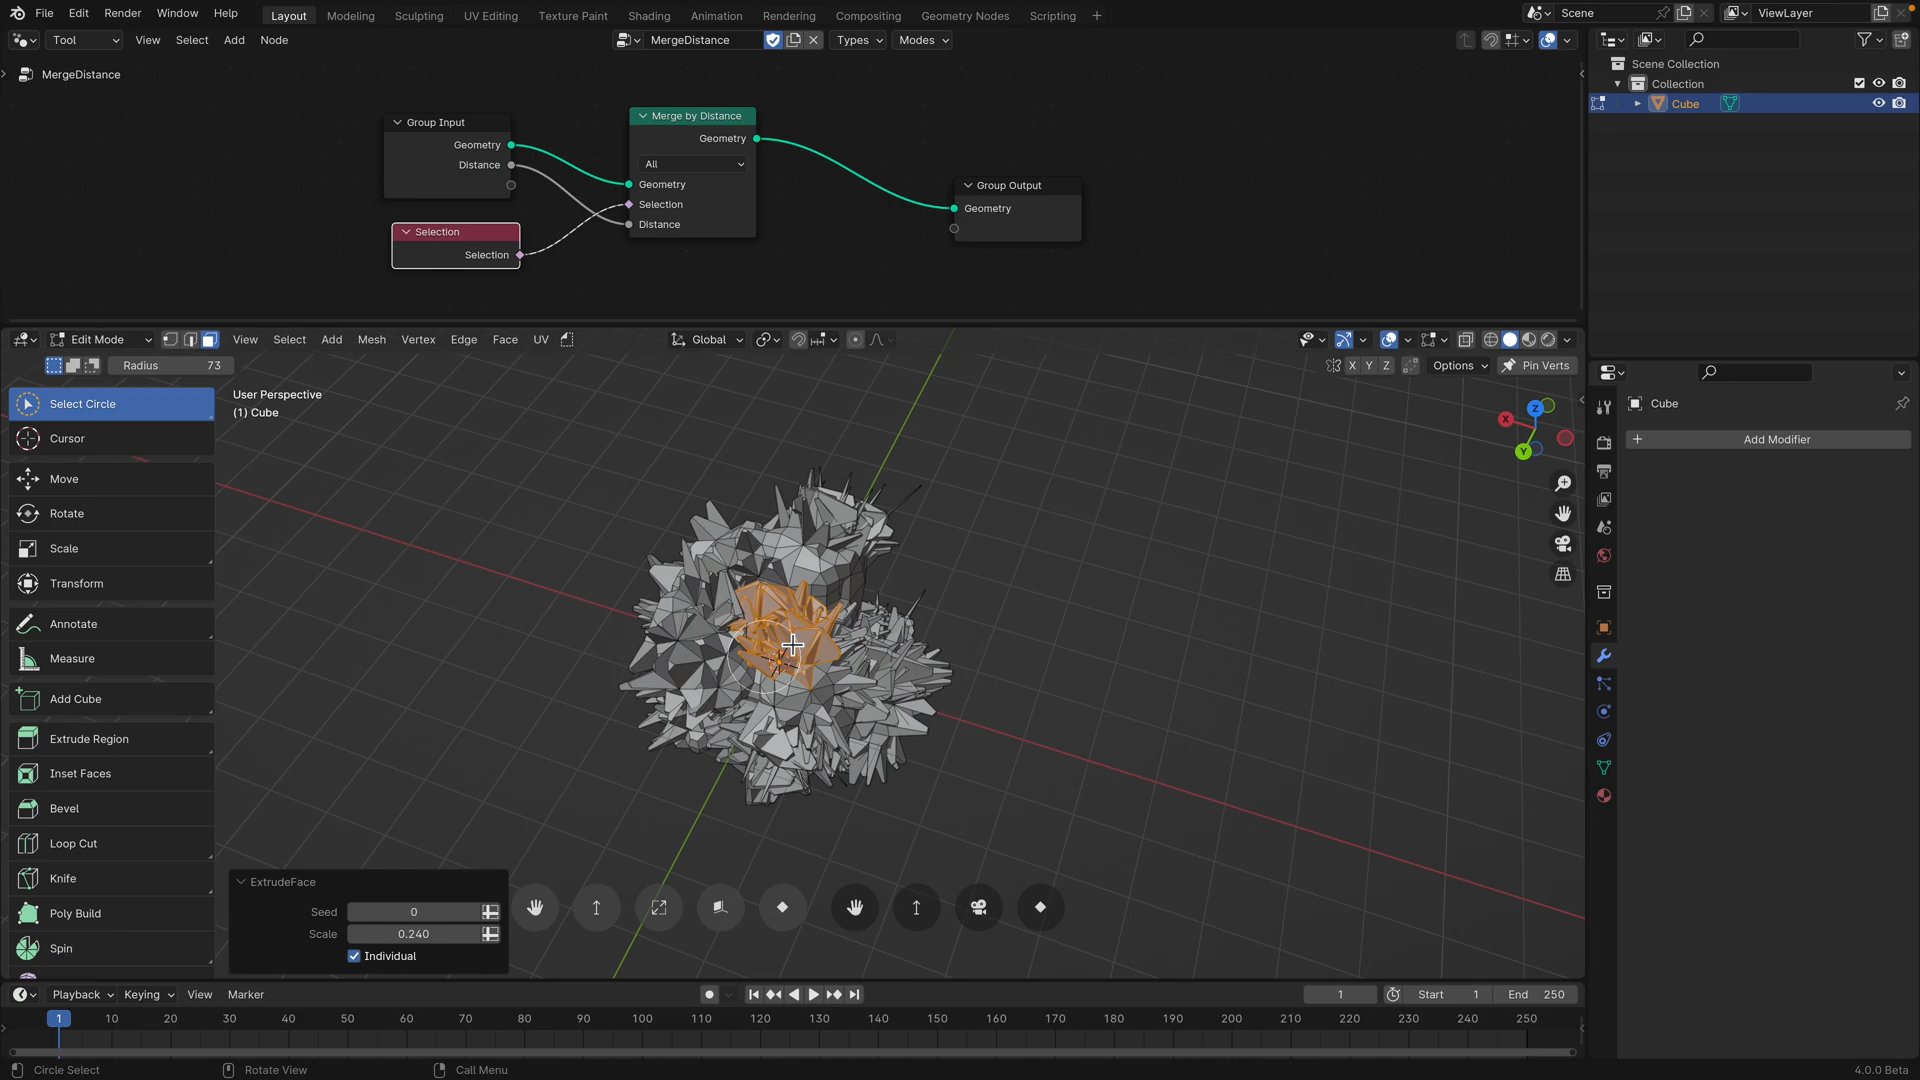 File Edit Render Window Help Layout Modeling Sculpting UV Editing Texture Paint Shading Animation Rendering Compositing Geometry Nodes Scripting + Scene ViewLayer
Tool View Select Add Node MergeDistance Types Modes
MergeDistance
Group Input
Geometry
Distance
Selection
Selection
Merge by Distance
Geometry
All
Geometry
Selection
Distance
Group Output
Geometry
Scene Collection
Collection
Cube
Edit Mode View Select Add Mesh Vertex Edge Face UV Global
Radius 73 X Y Z Options Pin Verts
Select Circle
Cursor
Move
Rotate
Scale
Transform
Annotate
Measure
Add Cube
Extrude Region
Inset Faces
Bevel
Loop Cut
Knife
Poly Build
Spin
User Perspective
(1) Cube
Z
X
Y
ExtrudeFace
Seed 0
Scale 0.240
Individual
Cube
Add Modifier
Playback Keying View Marker 1 Start 1 End 250
1 10 20 30 40 50 60 70 80 90 100 110 120 130 140 150 160 170 180 190 200 210 220 230 240 250
Circle Select Rotate View Call Menu 4.0.0 Beta